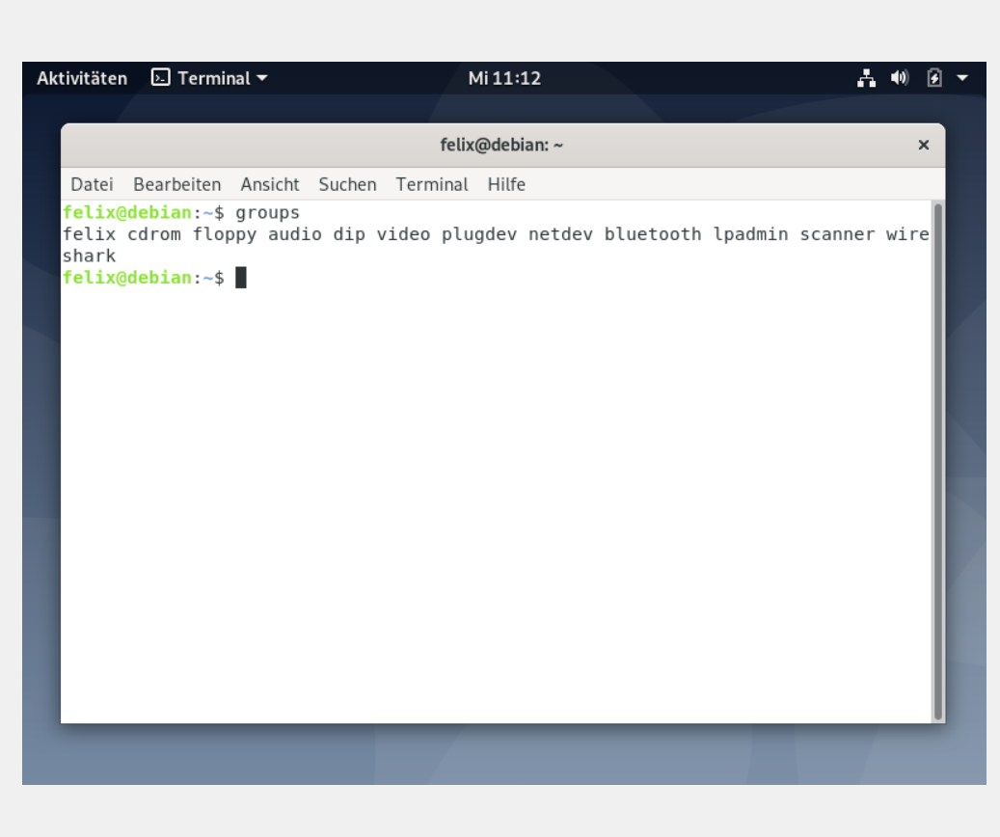 Aktivitäten Terminal Mi 11:12
felix@debian: ~ ×
Datei Bearbeiten Ansicht Suchen Terminal Hilfe
felix@debian:~$ groups
felix cdrom floppy audio dip video plugdev netdev bluetooth lpadmin scanner wire
shark
felix@debian:~$